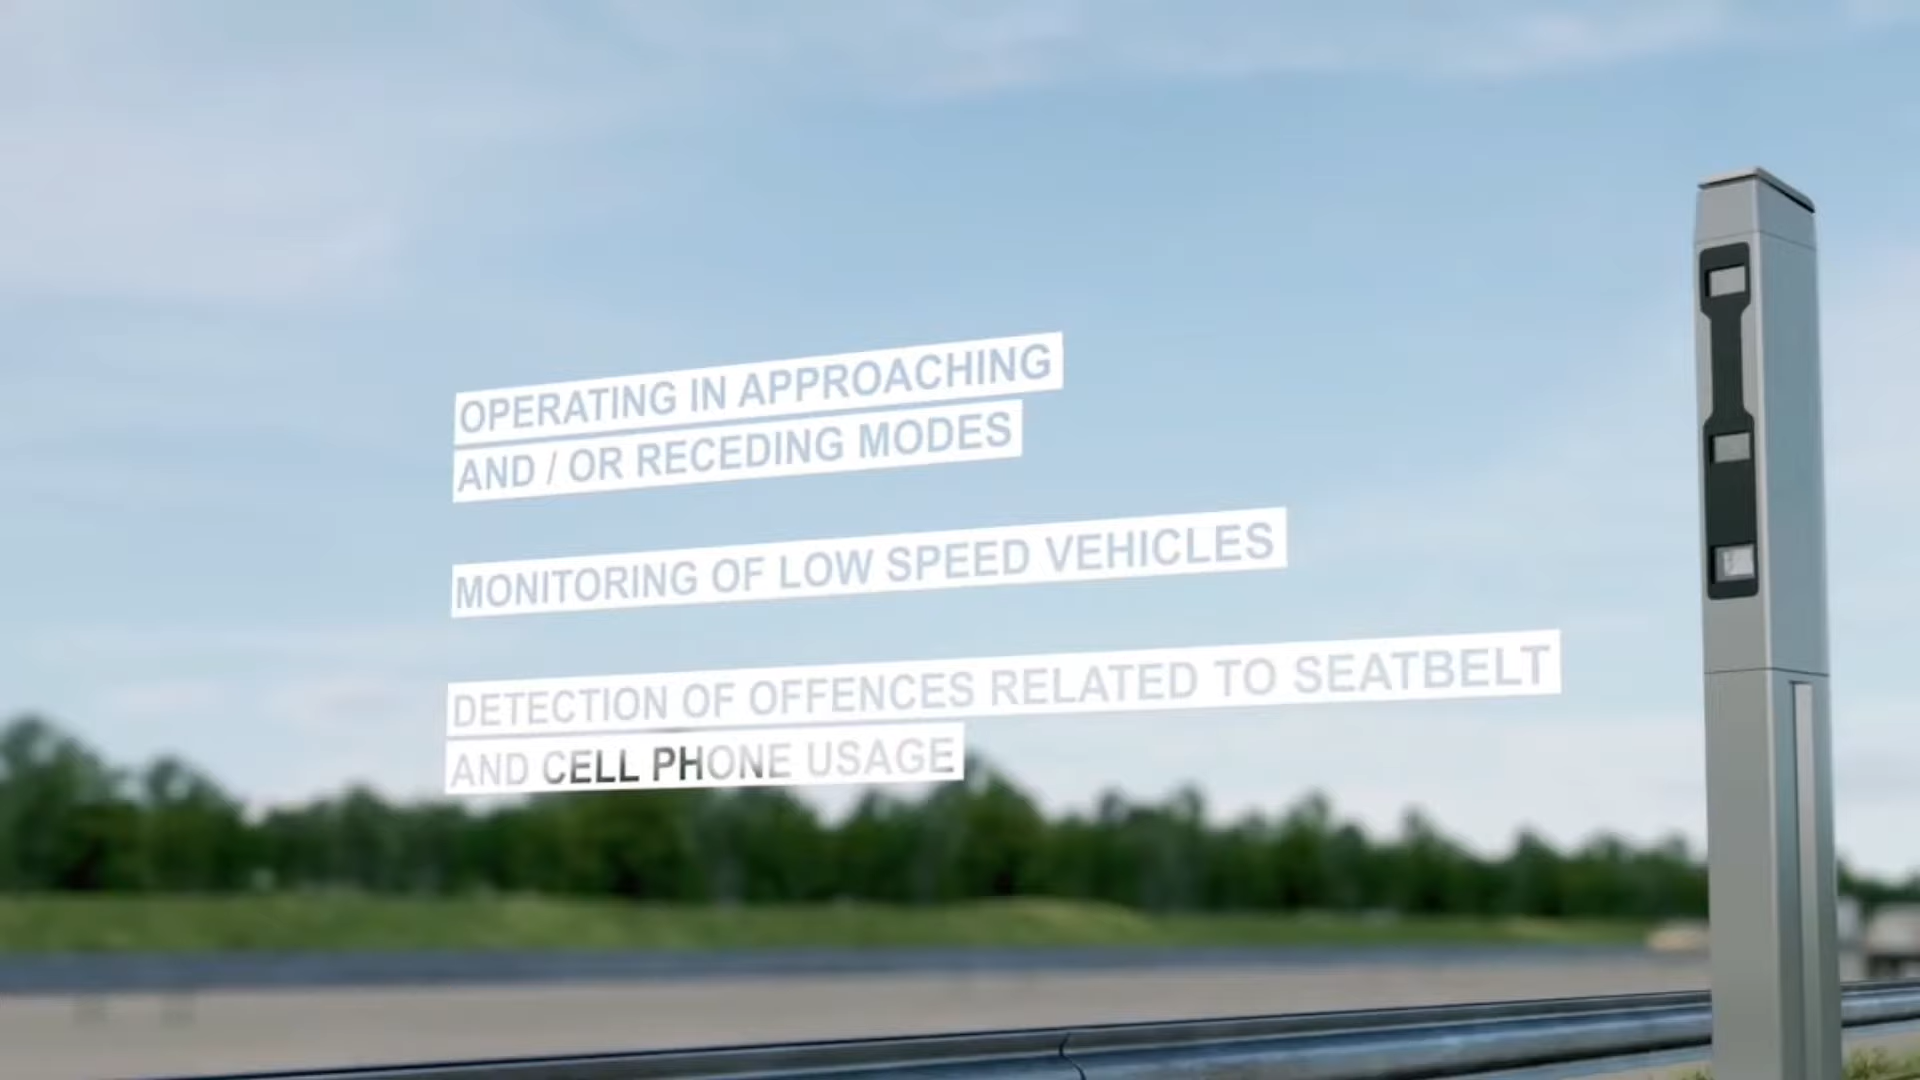 OPERATING IN APPROACHING
AND / OR RECEDING MODES
MONITORING OF LOW SPEED VEHICLES
DETECTION OF OFFENCES RELATED TO SEATBELT
AND CELL PHONE USAGE